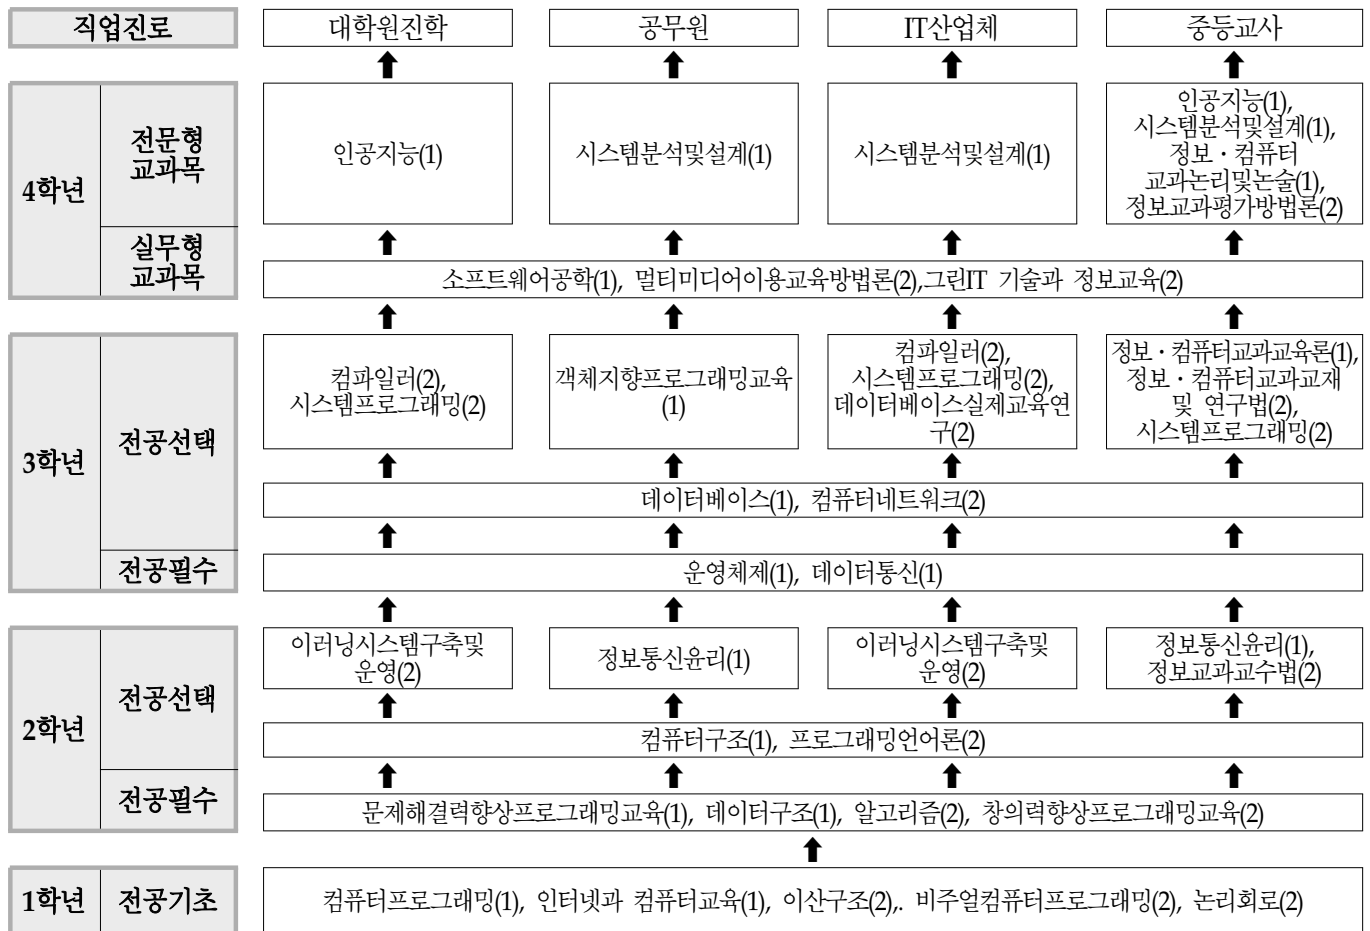 직업진로
대학원진학
공무원
IT산업체
중등교사
4학년
전문형
교과목
인공지능(1)
시스템분석및설계(1)
시스템분석및설계(1)
인공지능(1),
시스템분석및설계(1),
정보・컴퓨터
교과논리및논술(1),
정보교과평가방법론(2)
실무형
교과목
소프트웨어공학(1), 멀티미디어이용교육방법론(2),그린IT 기술과 정보교육(2)
3학년
전공선택
컴파일러(2),
시스템프로그래밍(2)
객체지향프로그래밍교육
(1)
컴파일러(2),
시스템프로그래밍(2),
데이터베이스실제교육연
구(2)
정보・컴퓨터교과교육론(1),
정보・컴퓨터교과교재
및 연구법(2),
시스템프로그래밍(2)
데이터베이스(1), 컴퓨터네트워크(2)
전공필수
운영체제(1), 데이터통신(1)
2학년
전공선택
이러닝시스템구축및
운영(2)
정보통신윤리(1)
이러닝시스템구축및
운영(2)
정보통신윤리(1),
정보교과교수법(2)
컴퓨터구조(1), 프로그래밍언어론(2)
전공필수
문제해결력향상프로그래밍교육(1), 데이터구조(1), 알고리즘(2), 창의력향상프로그래밍교육(2)
1학년
전공기초
컴퓨터프로그래밍(1), 인터넷과 컴퓨터교육(1), 이산구조(2),. 비주얼컴퓨터프로그래밍(2), 논리회로(2)